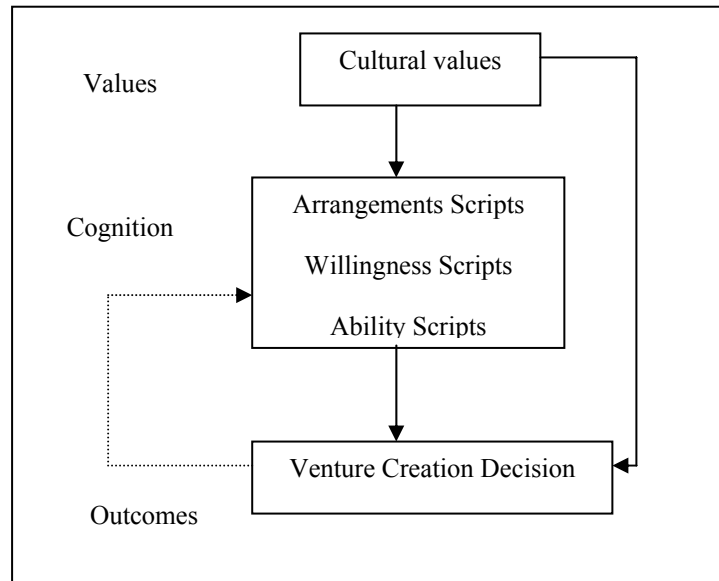 Cultural values
Values
Arrangements Scripts
Cognition
Willingness Scripts
Ability Scripts
Venture Creation Decision
Outcomes